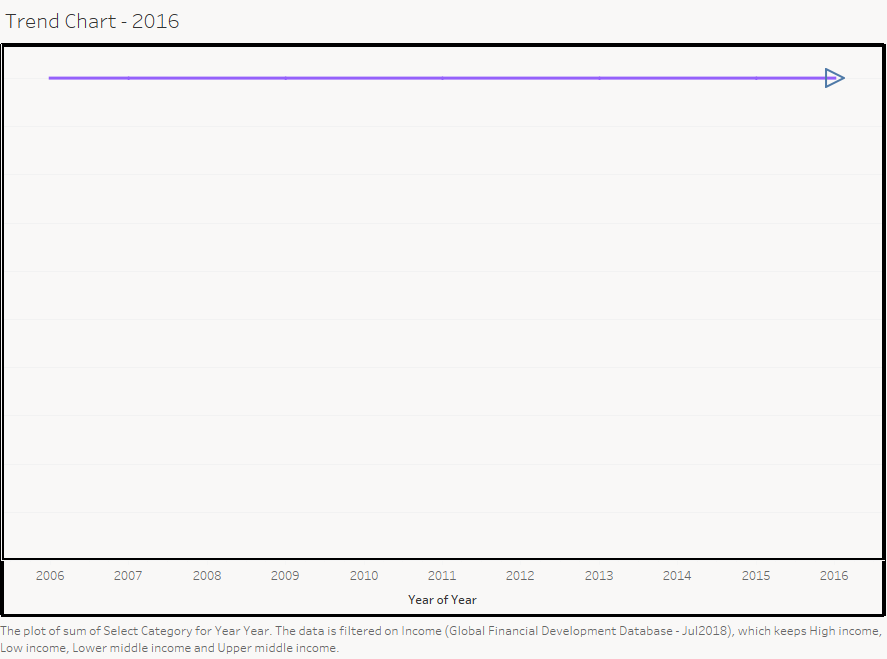 Trend Chart - 2016
2006 2007 2008 2009 2010 2011 2012 2013 2014 2015 2016
Year of Year
The plot of sum of Select Category for Year Year. The data is filtered on Income (Global Financial Development Database - Jul2018), which keeps High income,
Low income, Lower middle income and Upper middle income.